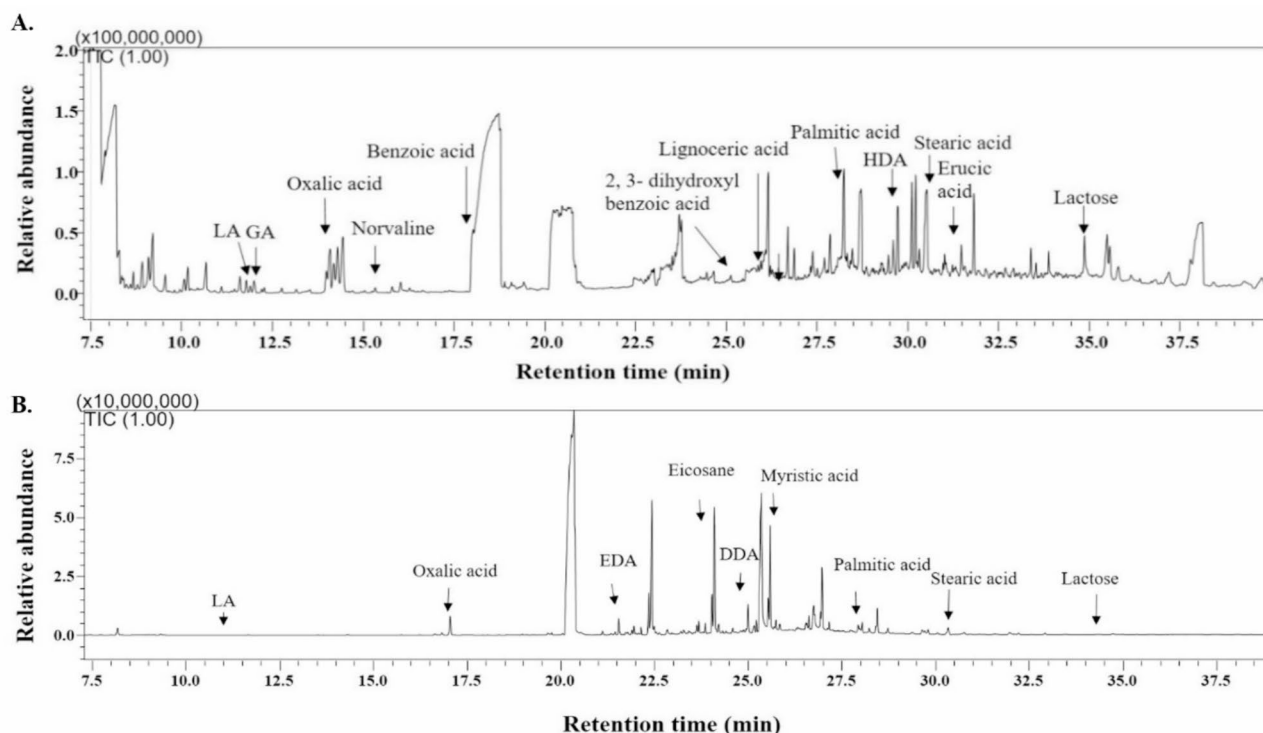 A.
(x100,000,000)
TIC (1.00)
2.0
1.5
1.0
0.5
0.0
Relative abundance
LA
GA
Oxalic acid
Norvaline
Benzoic acid
2, 3- dihydroxyl
benzoic acid
Lignoceric acid
Palmitic acid
HDA
Stearic acid
Erucic
acid
Lactose
7.5 10.0 12.5 15.0 17.5 20.0 22.5 25.0 27.5 30.0 32.5 35.0 37.5
Retention time (min)
B.
(x10,000,000)
TIC (1.00)
7.5
5.0
2.5
0.0
Relative abundance
LA
Oxalic acid
EDA
Eicosane
DDA
Myristic acid
Palmitic acid
Stearic acid
Lactose
7.5 10.0 12.5 15.0 17.5 20.0 22.5 25.0 27.5 30.0 32.5 35.0 37.5
Retention time (min)